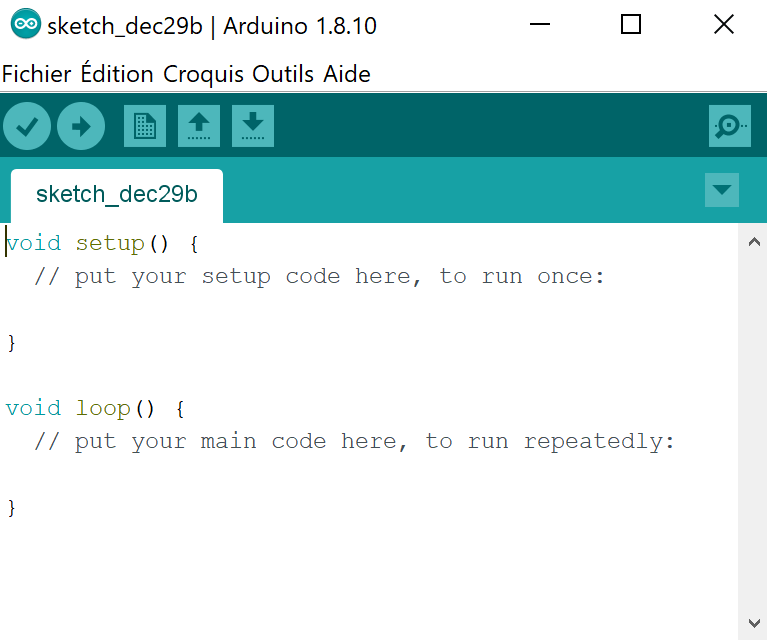 sketch_dec29b | Arduino 1.8.10
Fichier Édition Croquis Outils Aide
sketch_dec29b
void setup() {
  // put your setup code here, to run once:

}

void loop() {
  // put your main code here, to run repeatedly:

}